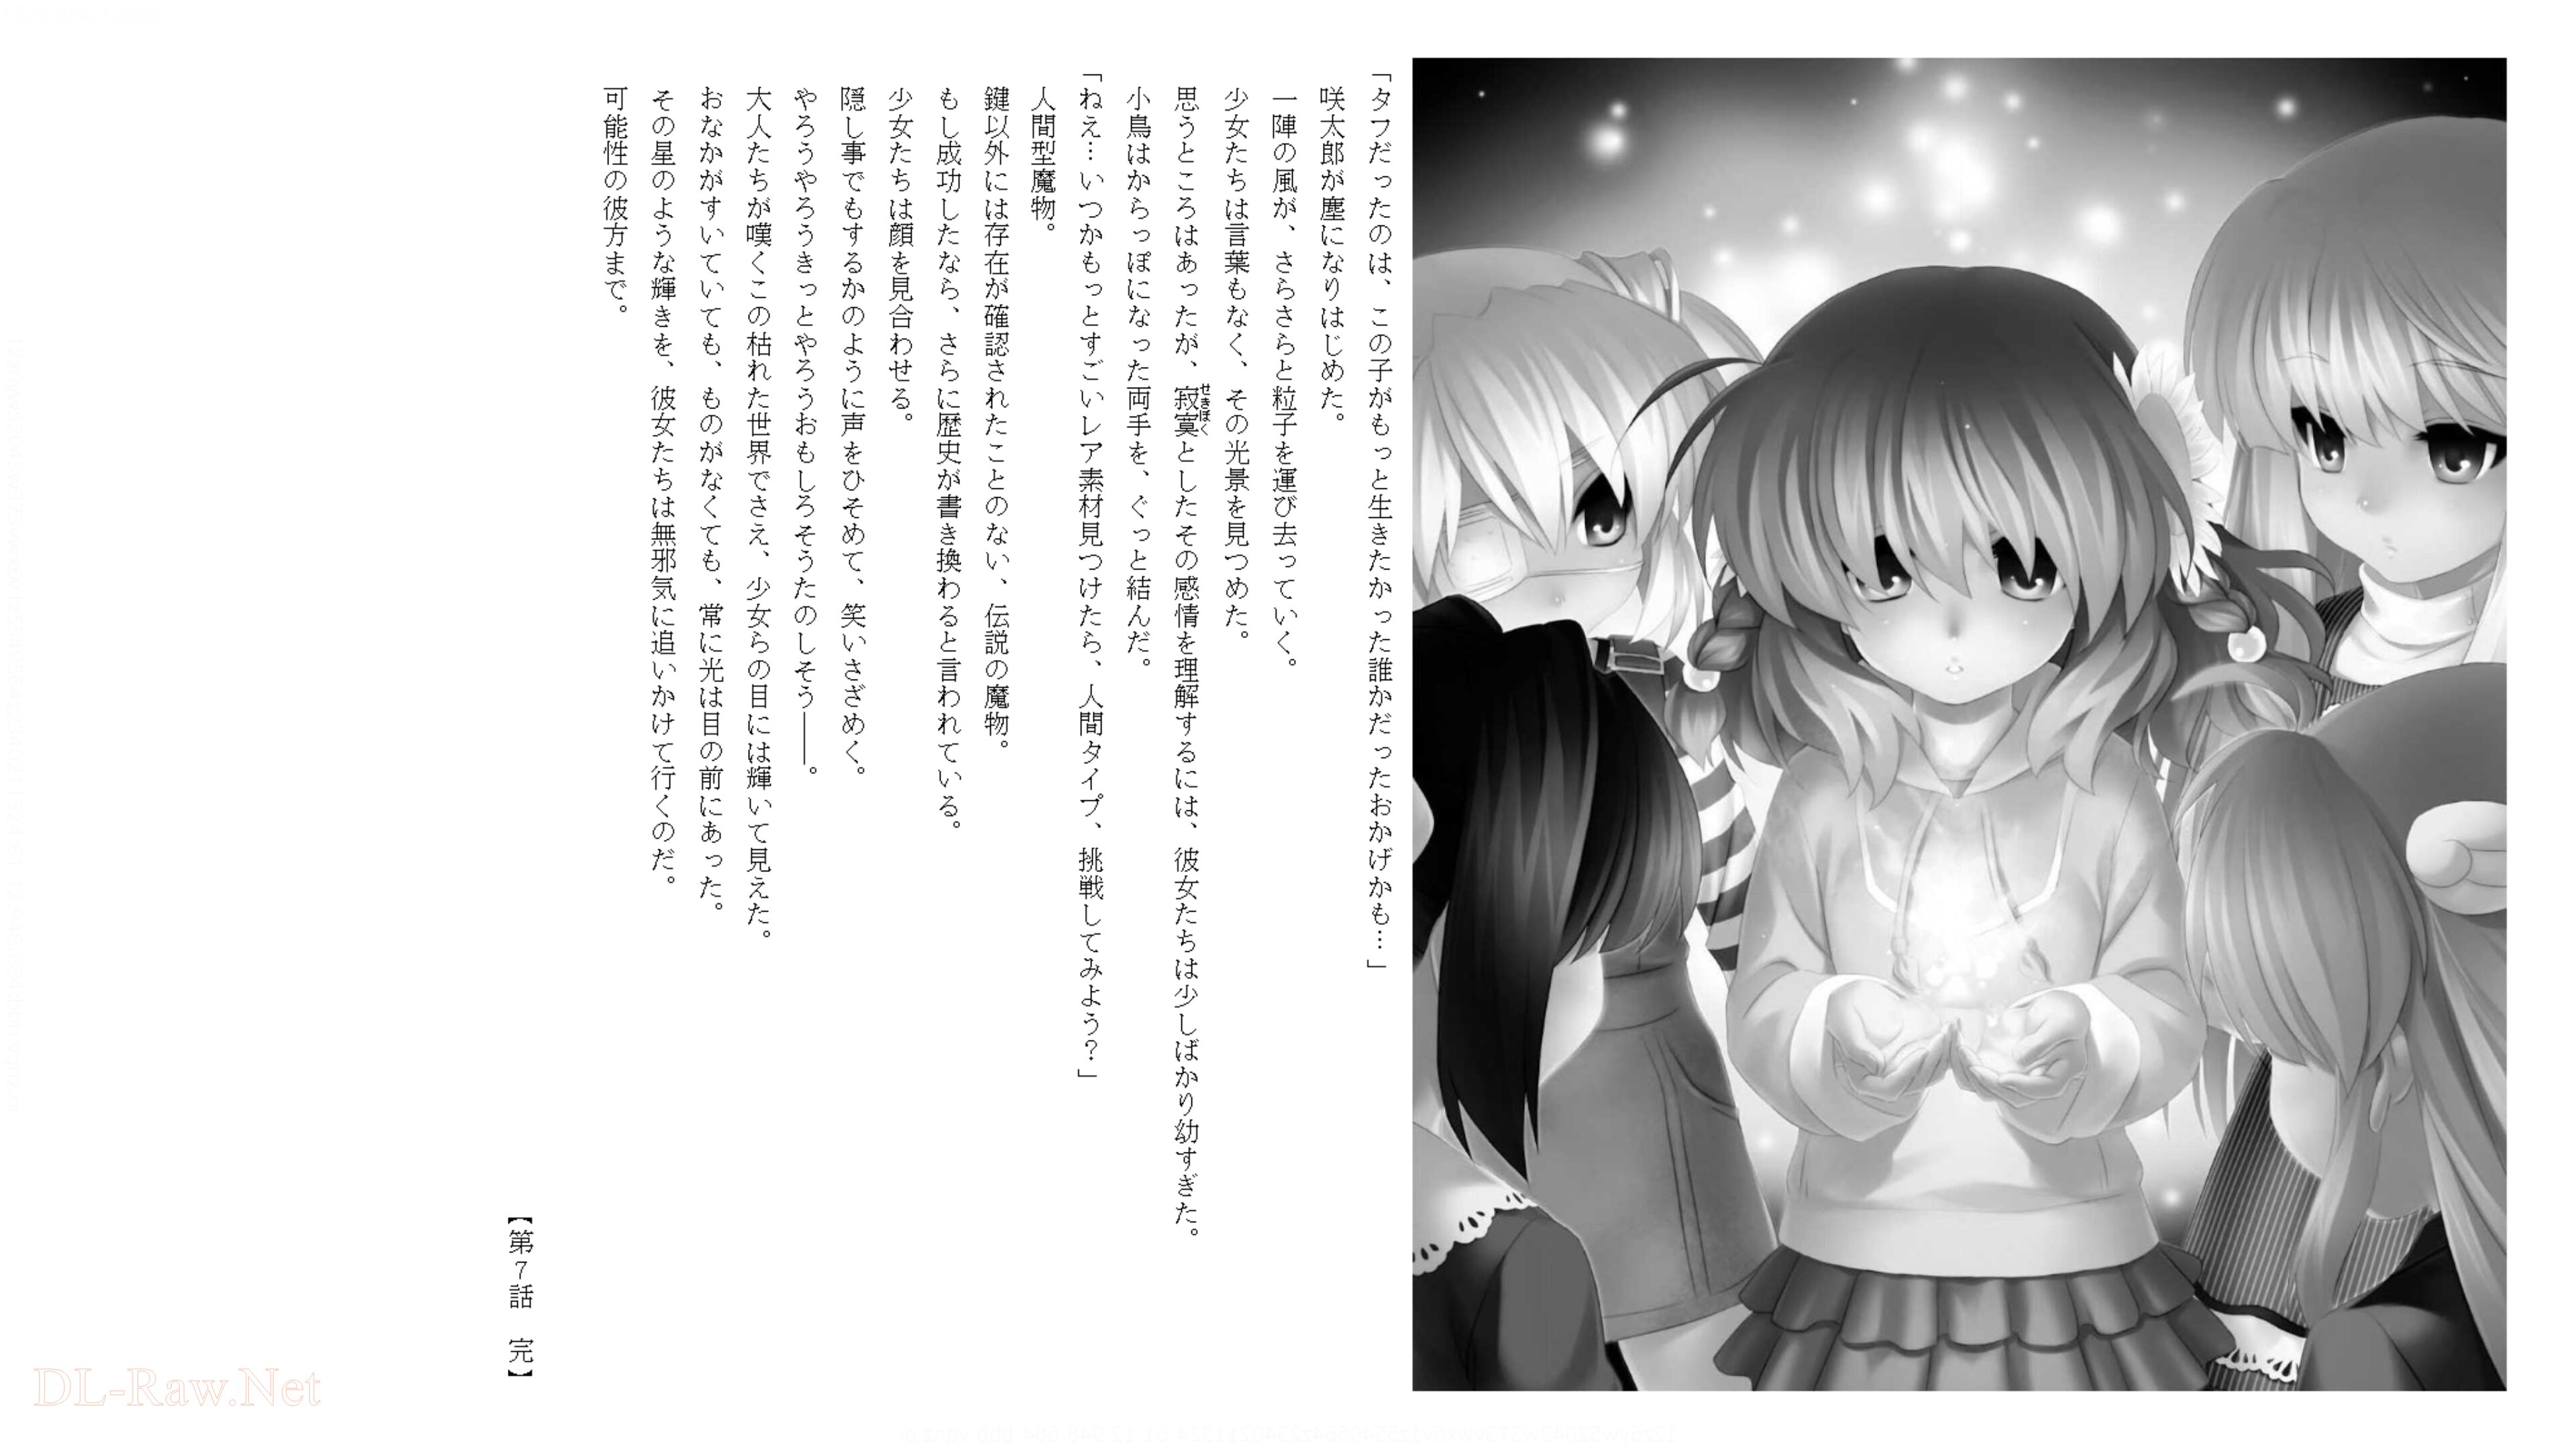 「タフだったのは、この子がもっと生きたかった誰かだったおかげかも…」
咲太郎が塵になりはじめた。
一陣の風が、さらさらと粒子を運び去っていく。
少女たちは言葉もなく、その光景を見つめた。
思うところはあったが、寂寞としたその感情を理解するには、彼女たちは少しばかり幼すぎた。
せきばく
小鳥はからっぽになった両手を、ぐっと結んだ。
「ねえ…いつかもっとすごいレア素材見つけたら、人間タイプ、挑戦してみよう？」
人間型魔物。
鍵以外には存在が確認されたことのない、伝説の魔物。
もし成功したなら、さらに歴史が書き換わると言われている。
少女たちは顔を見合わせる。
隠し事でもするかのように声をひそめて、笑いさざめく。
やろうやろうきっとやろうおもしろそうたのしそう――。
大人たちが嘆くこの枯れた世界でさえ、少女らの目には輝いて見えた。
おなかがすいていても、ものがなくても、常に光は目の前にあった。
その星のような輝きを、彼女たちは無邪気に追いかけて行くのだ。
可能性の彼方まで。
【第７話　完】
DL-Raw.Net